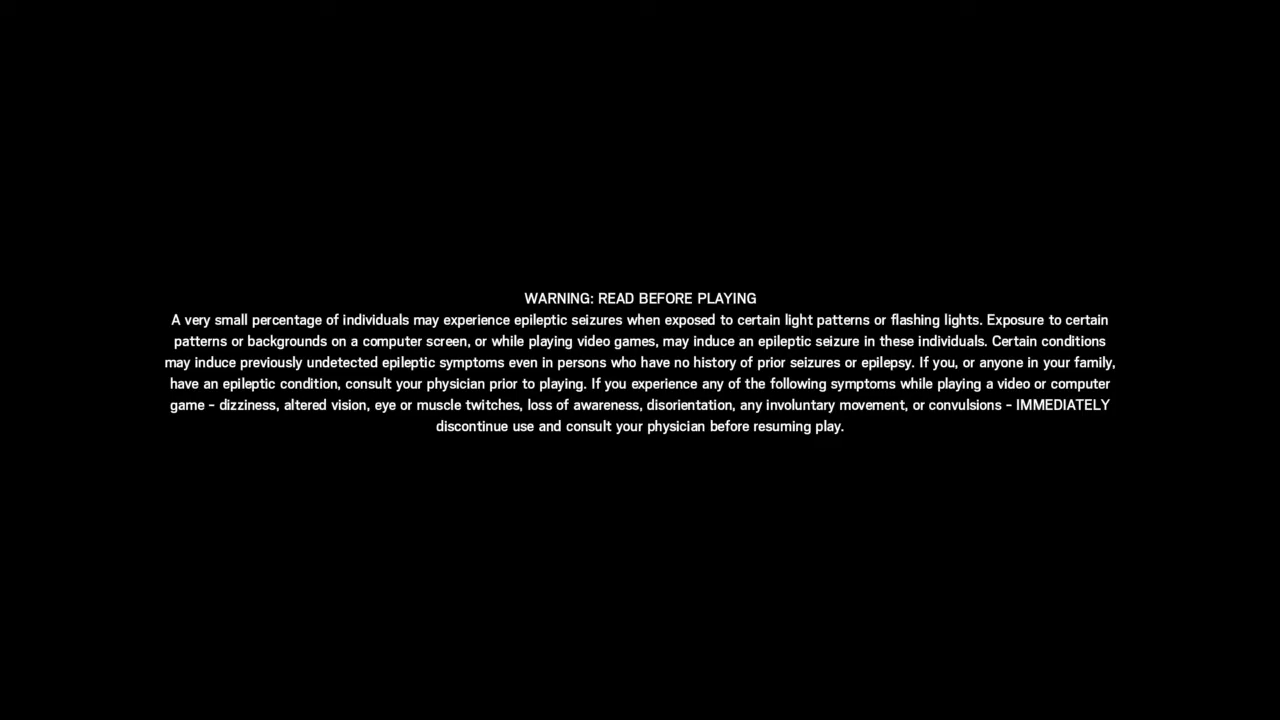 WARNING: READ BEFORE PLAYING
A very small percentage of individuals may experience epileptic seizures when exposed to certain light patterns or flashing lights. Exposure to certain
patterns or backgrounds on a computer screen, or while playing video games, may induce an epileptic seizure in these individuals. Certain conditions
may induce previously undetected epileptic symptoms even in persons who have no history of prior seizures or epilepsy. If you, or anyone in your family,
have an epileptic condition, consult your physician prior to playing. If you experience any of the following symptoms while playing a video or computer
game - dizziness, altered vision, eye or muscle twitches, loss of awareness, disorientation, any involuntary movement, or convulsions - IMMEDIATELY
discontinue use and consult your physician before resuming play.